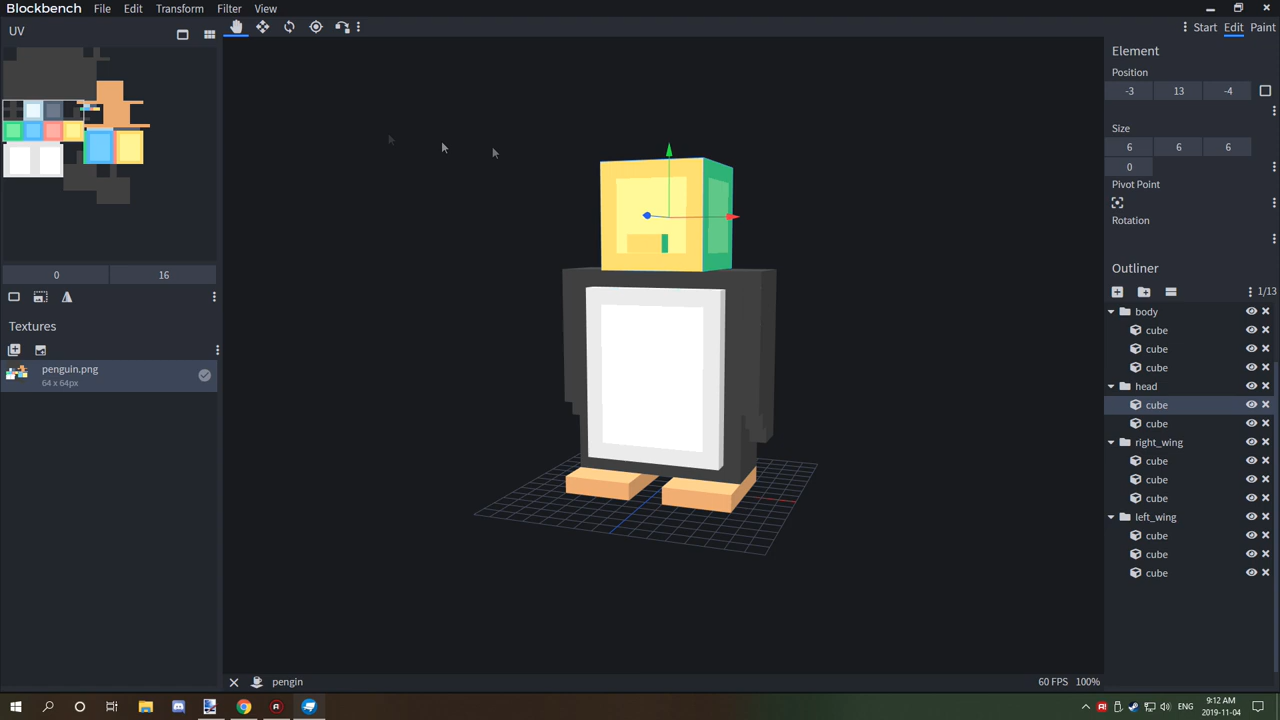 Blockbench File Edit Transform Filter View
UV
Start Edit Paint
Element
Position
-3 13 -4
Size
6 6 6
0
Pivot Point
Rotation
0 16
Outliner
1/13
Textures
penguin.png
64 x 64px
body
cube
cube
cube
head
cube
cube
right_wing
cube
cube
cube
left_wing
cube
cube
cube
pengin
60 FPS 100%
ENG
9:12 AM
2019-11-04